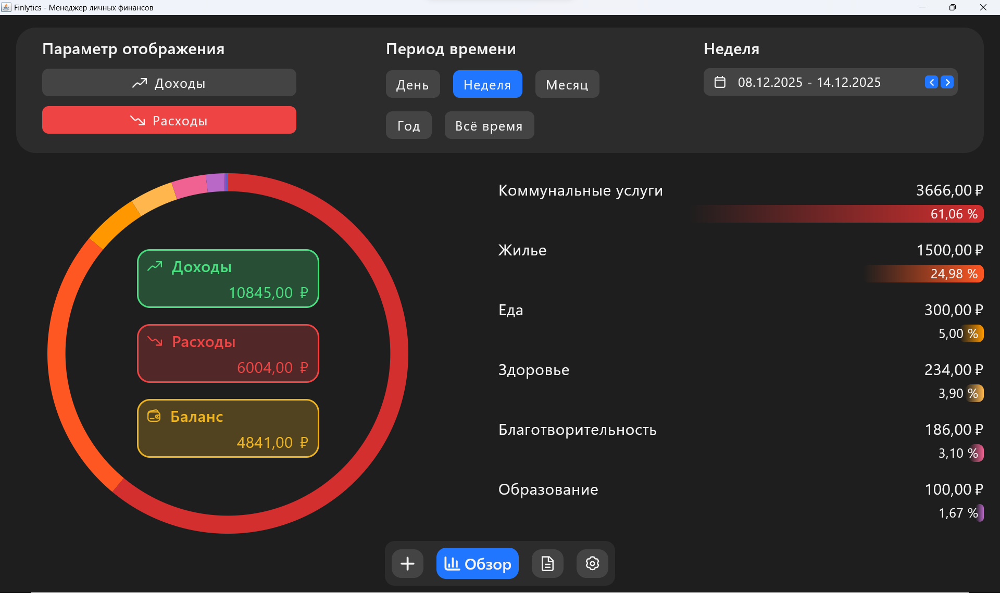 Finlytics - Менеджер личных финансов
Параметр отображения
Доходы
Расходы
Период времени
День
Неделя
Месяц
Год
Всё время
Неделя
08.12.2025 - 14.12.2025
Доходы
10845,00 ₽
Расходы
6004,00 ₽
Баланс
4841,00 ₽
Коммунальные услуги 3666,00 ₽
61,06 %
Жилье 1500,00 ₽
24,98 %
Еда 300,00 ₽
5,00 %
Здоровье 234,00 ₽
3,90 %
Благотворительность 186,00 ₽
3,10 %
Образование 100,00 ₽
1,67 %
Обзор